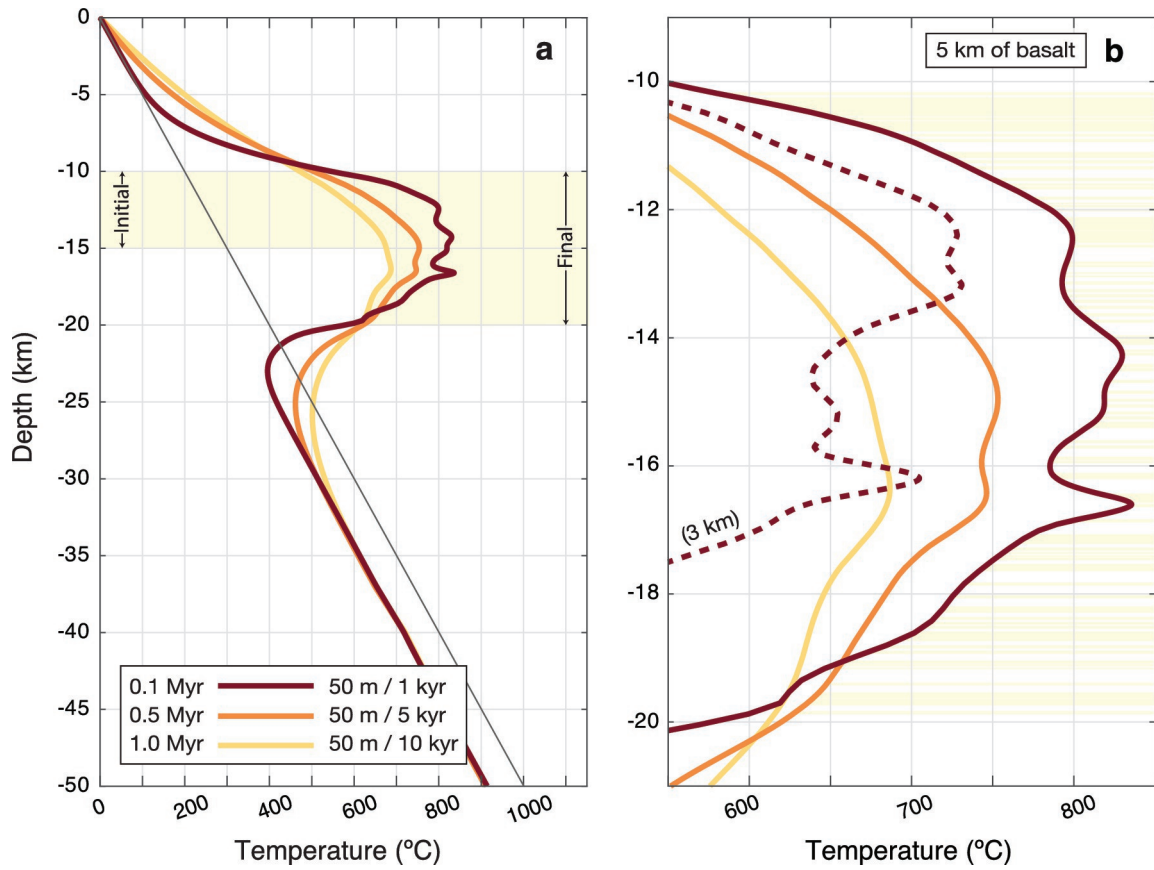 a
0
-5
-10
-15
-20
-25
-30
-35
-40
-45
-50
Depth (km)
Initial
Final
0.1 Myr 50 m / 1 kyr
0.5 Myr 50 m / 5 kyr
1.0 Myr 50 m / 10 kyr
0 200 400 600 800 1000
Temperature (ºC)
5 km of basalt b
-10
-12
-14
-16
-18
-20
(3 km)
600 700 800
Temperature (ºC)